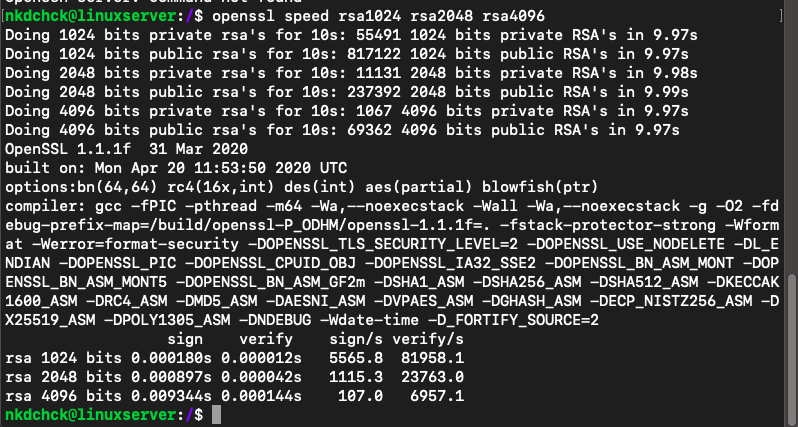 nkdchck@linuxserver:/$ openssl speed rsa1024 rsa2048 rsa4096
Doing 1024 bits private rsa's for 10s: 55491 1024 bits private RSA's in 9.97s
Doing 1024 bits public rsa's for 10s: 817122 1024 bits public RSA's in 9.97s
Doing 2048 bits private rsa's for 10s: 11131 2048 bits private RSA's in 9.98s
Doing 2048 bits public rsa's for 10s: 237392 2048 bits public RSA's in 9.99s
Doing 4096 bits private rsa's for 10s: 1067 4096 bits private RSA's in 9.97s
Doing 4096 bits public rsa's for 10s: 69362 4096 bits public RSA's in 9.97s
OpenSSL 1.1.1f  31 Mar 2020
built on: Mon Apr 20 11:53:50 2020 UTC
options:bn(64,64) rc4(16x,int) des(int) aes(partial) blowfish(ptr)
compiler: gcc -fPIC -pthread -m64 -Wa,--noexecstack -Wall -Wa,--noexecstack -g -O2 -fd
ebug-prefix-map=/build/openssl-P_ODHM/openssl-1.1.1f=. -fstack-protector-strong -Wform
at -Werror=format-security -DOPENSSL_TLS_SECURITY_LEVEL=2 -DOPENSSL_USE_NODELETE -DL_E
NDIAN -DOPENSSL_PIC -DOPENSSL_CPUID_OBJ -DOPENSSL_IA32_SSE2 -DOPENSSL_BN_ASM_MONT -DOP
ENSSL_BN_ASM_MONT5 -DOPENSSL_BN_ASM_GF2m -DSHA1_ASM -DSHA256_ASM -DSHA512_ASM -DKECCAK
1600_ASM -DRC4_ASM -DMD5_ASM -DAESNI_ASM -DVPAES_ASM -DGHASH_ASM -DECP_NISTZ256_ASM -D
X25519_ASM -DPOLY1305_ASM -DNDEBUG -Wdate-time -D_FORTIFY_SOURCE=2
                  sign    verify    sign/s verify/s
rsa 1024 bits 0.000180s 0.000012s   5565.8  81958.1
rsa 2048 bits 0.000897s 0.000042s   1115.3  23763.0
rsa 4096 bits 0.009344s 0.000144s    107.0   6957.1
nkdchck@linuxserver:/$